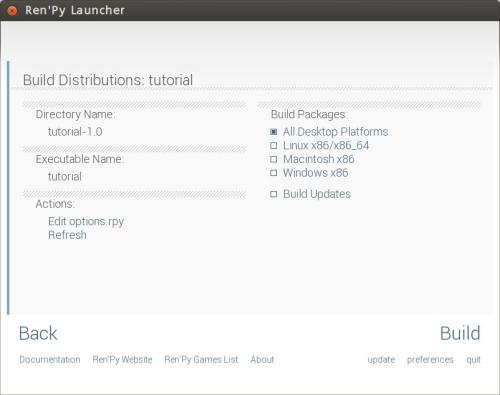 Ren'Py Launcher
Build Distributions: tutorial
Directory Name:
tutorial-1.0
Executable Name:
tutorial
Actions:
Edit options.rpy
Refresh
Build Packages:
All Desktop Platforms
Linux x86/x86_64
Macintosh x86
Windows x86
Build Updates
Back
Build
Documentation Ren'Py Website Ren'Py Games List About
update preferences quit